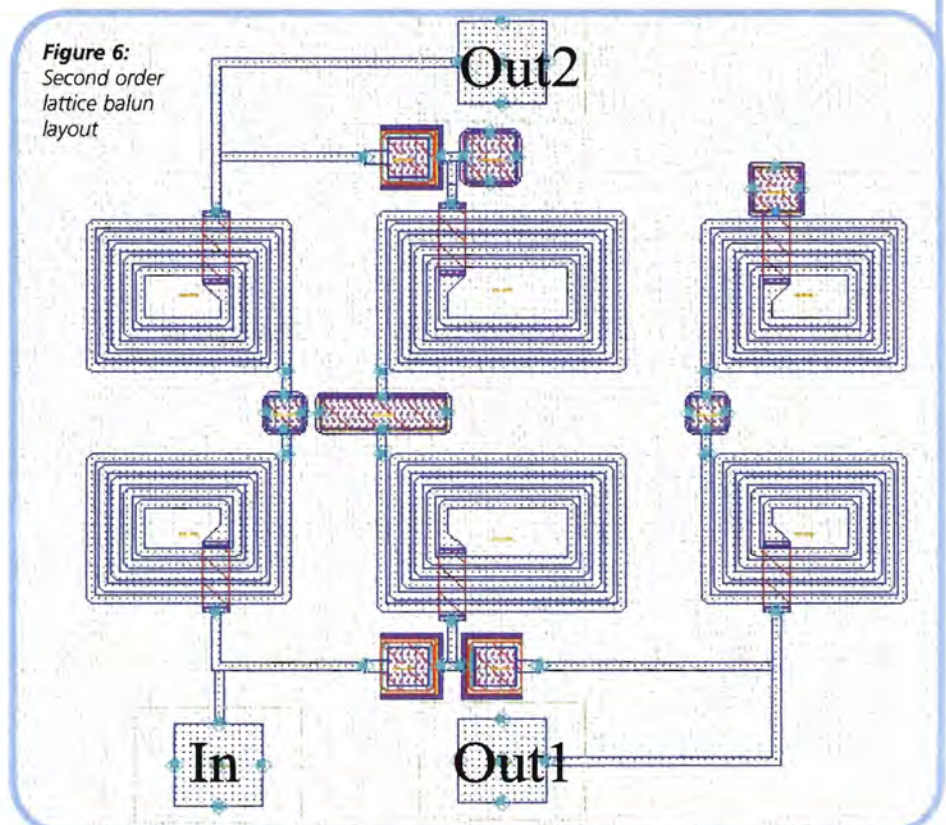 Figure 6:
Second order
lattice balun
layout
Out2
In
Out1